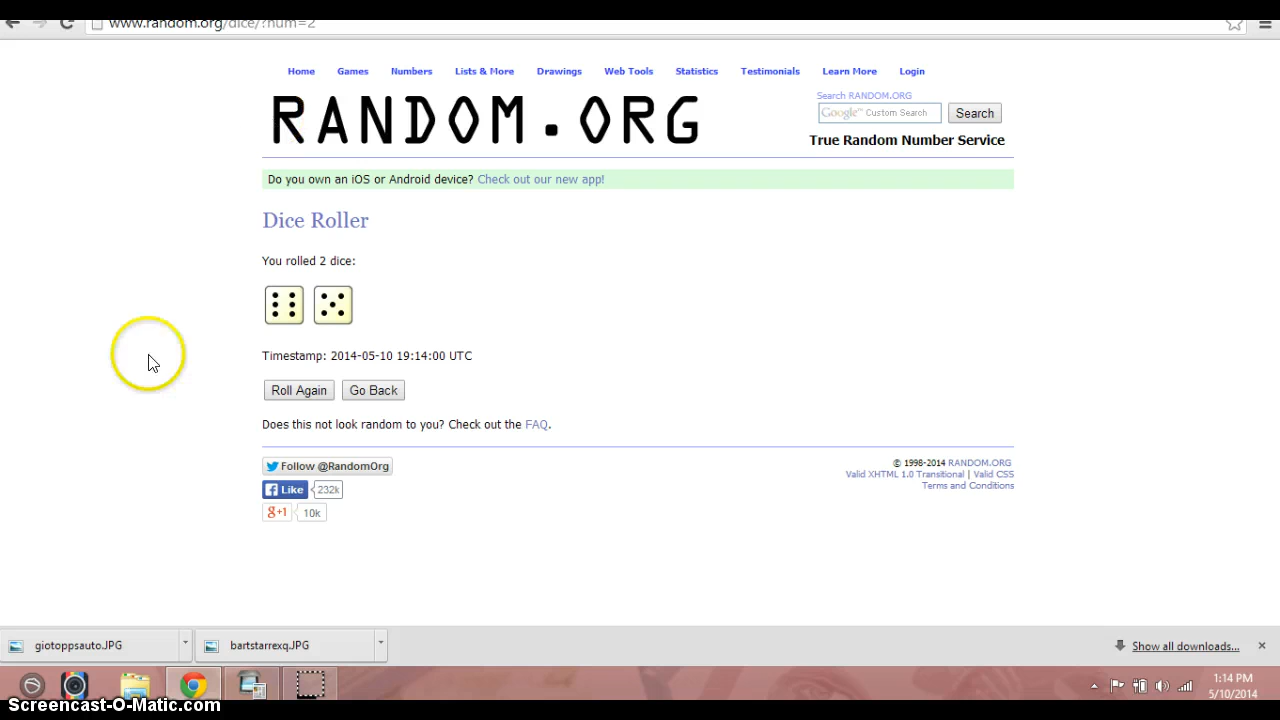 www.random.org/dice/?num=2
Home Games Numbers Lists & More Drawings Web Tools Statistics Testimonials Learn More Login
Search RANDOM.ORG
RANDOM.ORG
Google™ Custom Search Search
True Random Number Service
Do you own an iOS or Android device? Check out our new app!
Dice Roller
You rolled 2 dice:
Timestamp: 2014-05-10 19:14:00 UTC
Roll Again Go Back
Does this not look random to you? Check out the FAQ.
Follow @RandomOrg
Like 232k
g+1 10k
© 1998-2014 RANDOM.ORG
Valid XHTML 1.0 Transitional | Valid CSS
Terms and Conditions
giotoppsauto.JPG bartstarrexq.JPG Show all downloads...
1:14 PM
5/10/2014
Screencast-O-Matic.com